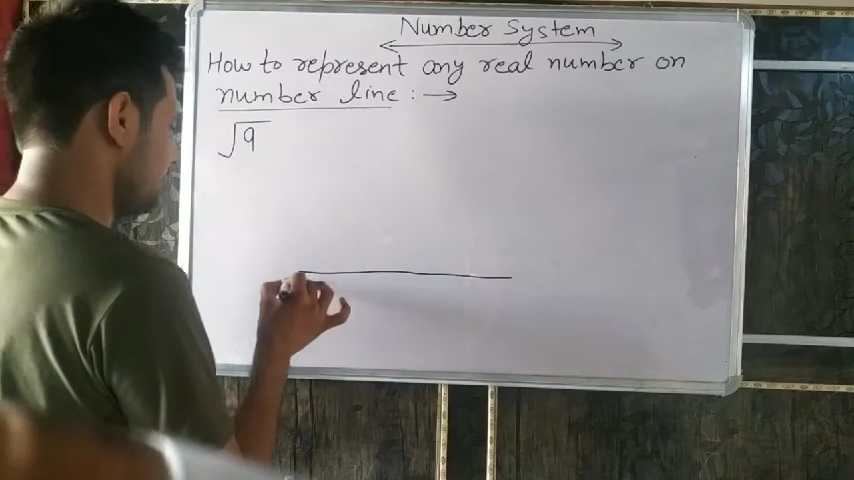 Number System
How to represent any real number on
number line : →
√9